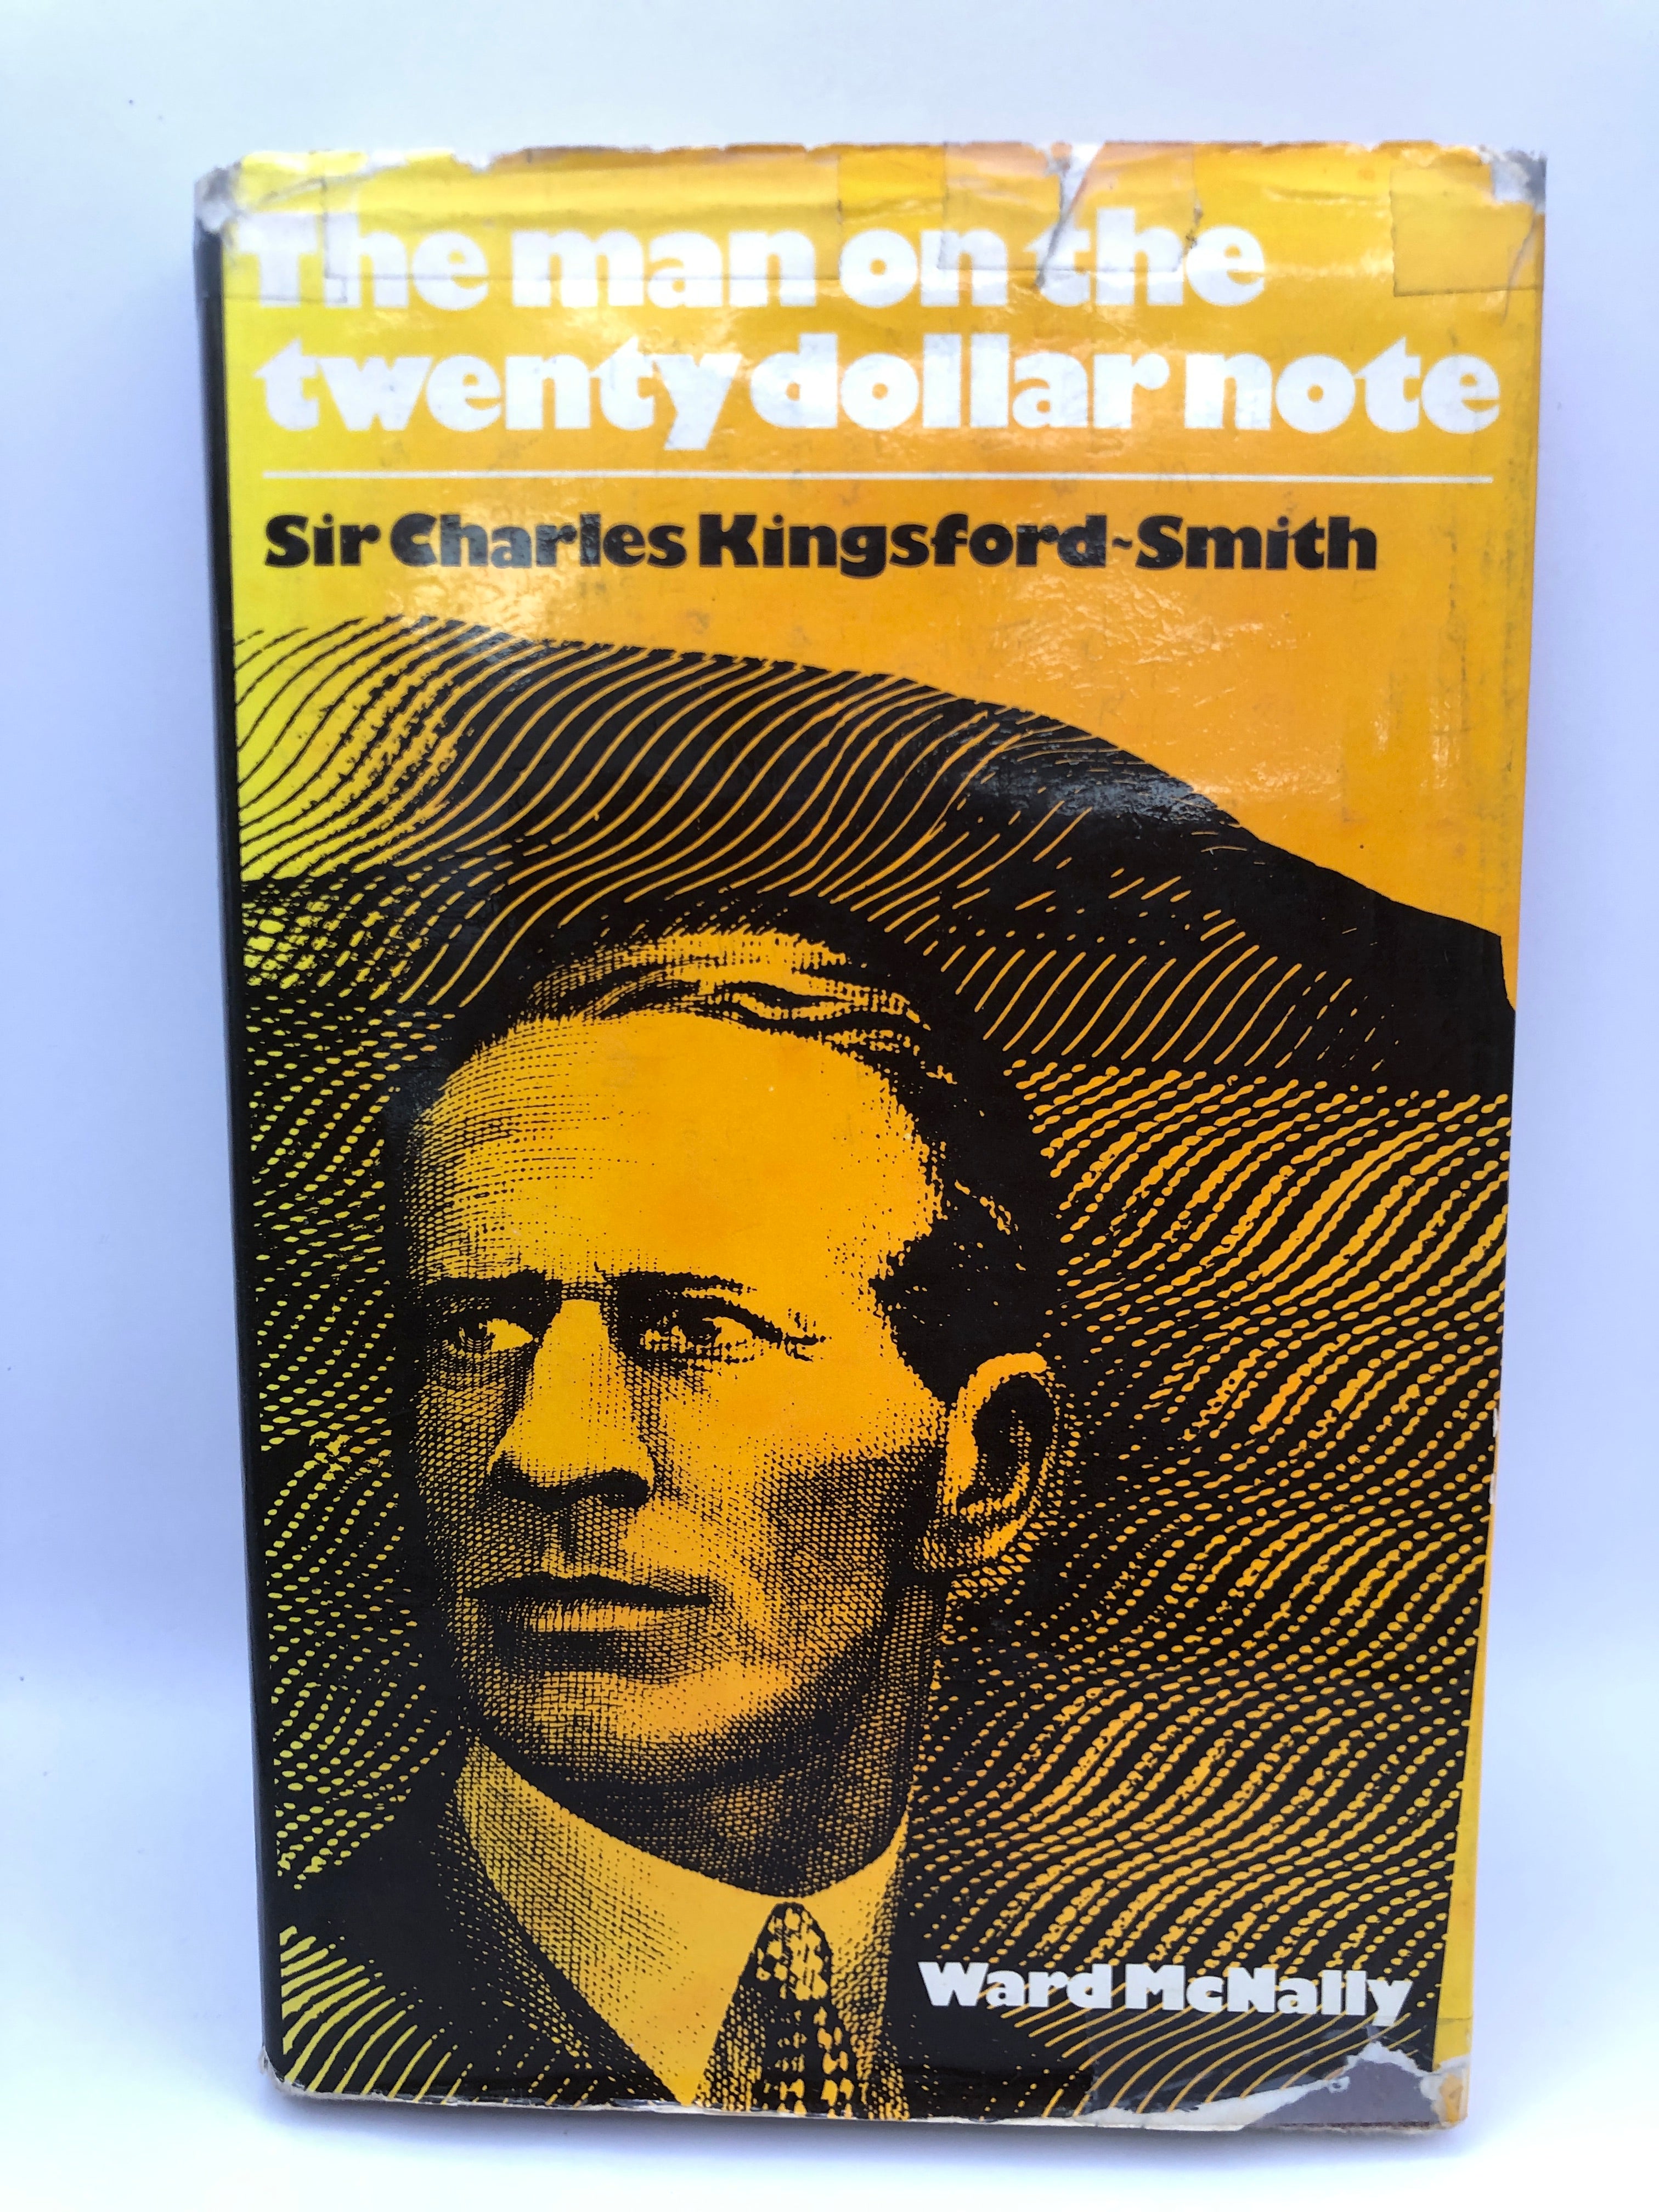 The man on the
twenty dollar note
Sir Charles Kingsford-Smith
Ward McNally